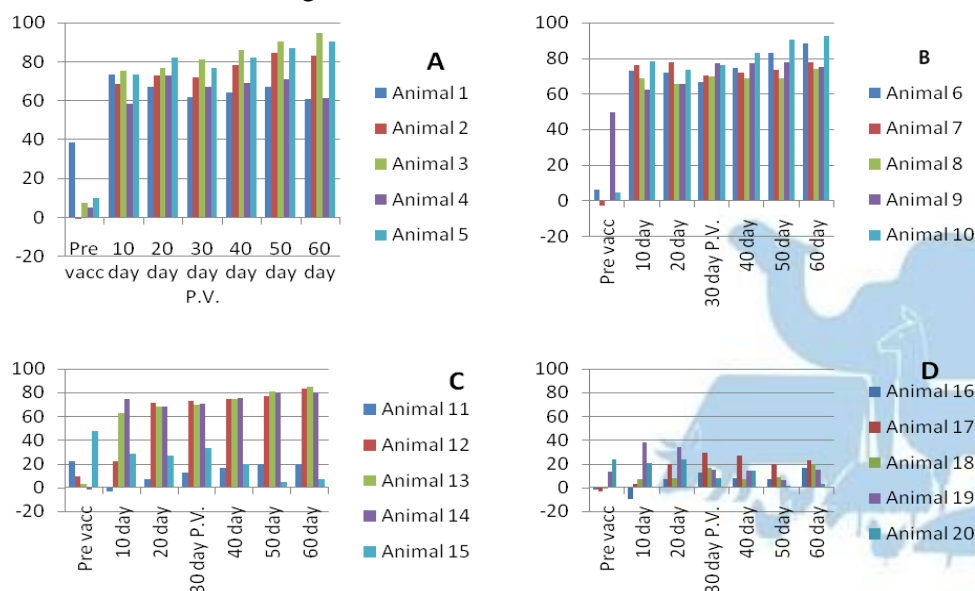 100
80
60
40
20
0
-20
Pre vacc
10 day
20 day
30 day P.V.
40 day
50 day
60 day
A
Animal 1
Animal 2
Animal 3
Animal 4
Animal 5
100
80
60
40
20
0
-20
Pre vacc
10 day
20 day
30 day P.V.
40 day
50 day
60 day
B
Animal 6
Animal 7
Animal 8
Animal 9
Animal 10
100
80
60
40
20
0
-20
Pre vacc
10 day
20 day
30 day P.V.
40 day
50 day
60 day
C
Animal 11
Animal 12
Animal 13
Animal 14
Animal 15
100
80
60
40
20
0
-20
Pre vacc
10 day
20 day
30 day P.V.
40 day
50 day
60 day
D
Animal 16
Animal 17
Animal 18
Animal 19
Animal 20